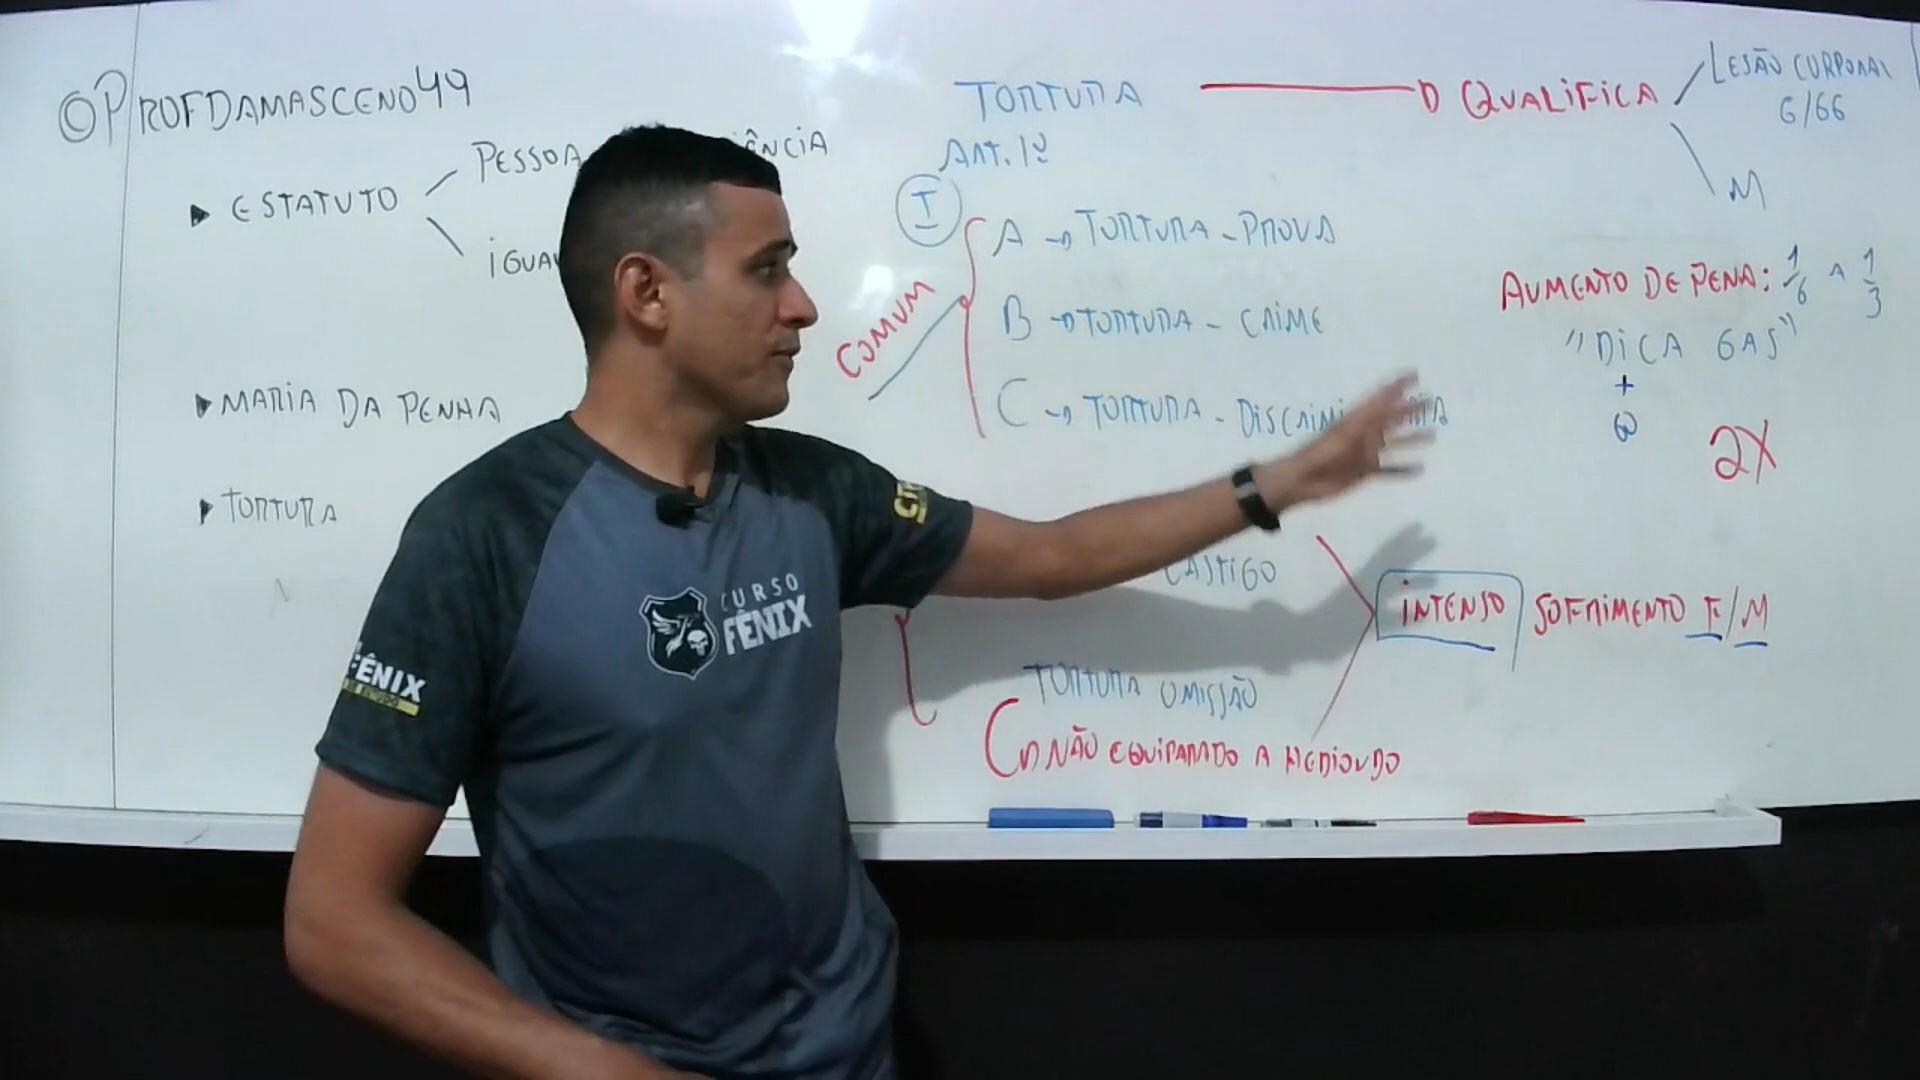 @PROFDAMASCENO49
ESTATUTO
PESSOA
ÊNCIA
IGUA
MARIA DA PENHA
TORTURA
TORTURA
QUALIFICA
LESÃO CORPORAL
G/GG
M
ART. 1º
I
COMUM
A → TORTURA - PROVA
B → TORTURA - CRIME
C → TORTURA - DISCRIMI
AUMENTO DE PENA: 1/6 A 1/3
"DICA GAS"
+
2X
CASTIGO
INTENSO SOFRIMENTO F/M
TORTURA OMISSÃO
NÃO EQUIPARADO A HEDIONDO
CURSO
FÊNIX
FÊNIX